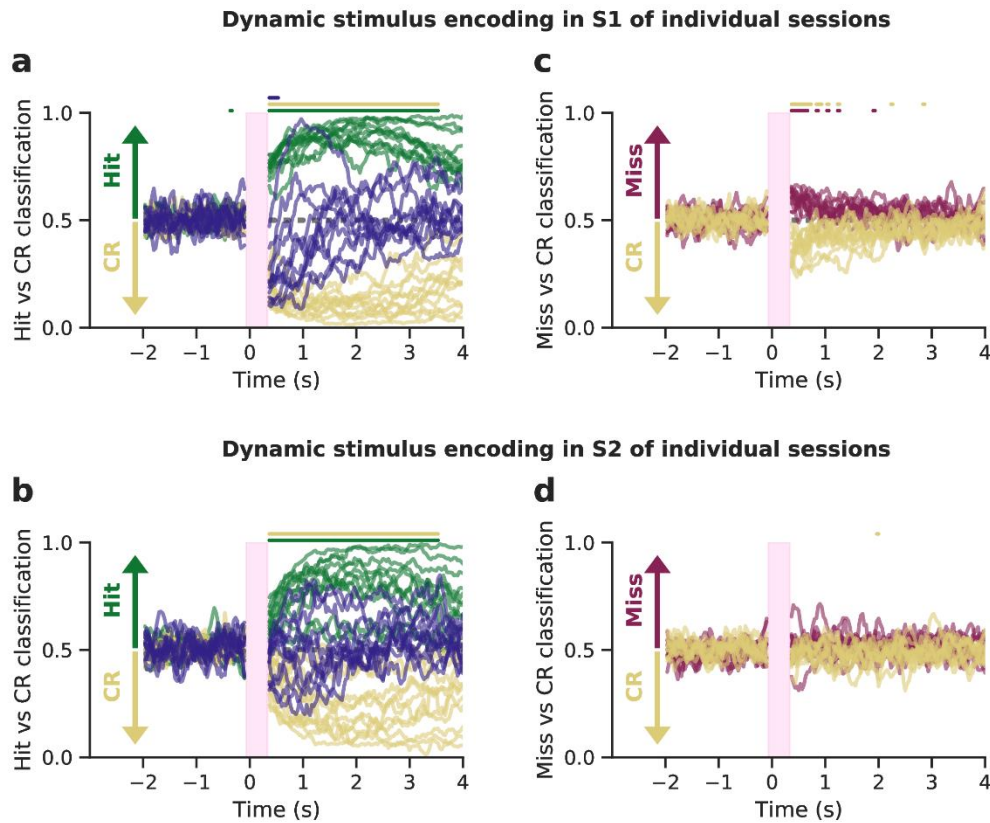 Dynamic stimulus encoding in S1 of individual sessions
a
Hit vs CR classification
1.0
0.5
0.0
Hit
CR
−2 −1 0 1 2 3 4
Time (s)
c
Miss vs CR classification
1.0
0.5
0.0
Miss
CR
−2 −1 0 1 2 3 4
Time (s)
Dynamic stimulus encoding in S2 of individual sessions
b
Hit vs CR classification
1.0
0.5
0.0
Hit
CR
−2 −1 0 1 2 3 4
Time (s)
d
Miss vs CR classification
1.0
0.5
0.0
Miss
CR
−2 −1 0 1 2 3 4
Time (s)